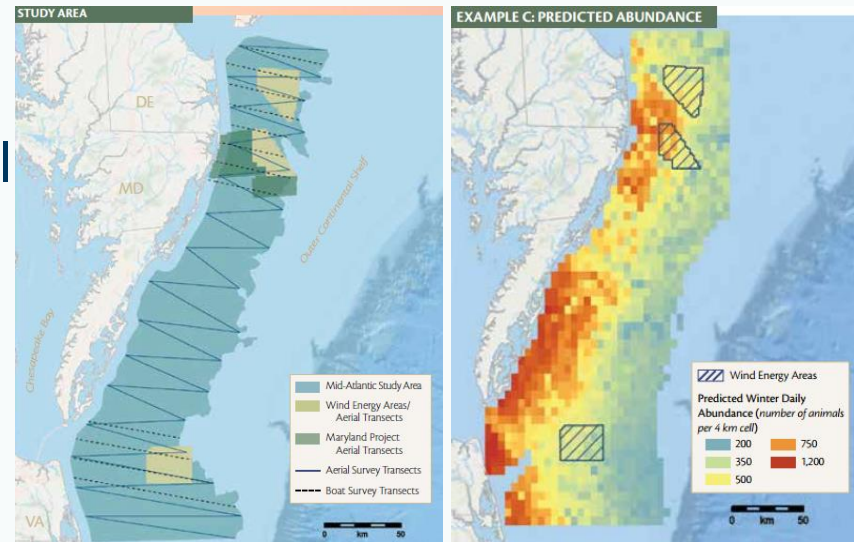 STUDY AREA
DE
MD
VA
Chesapeake Bay
Outer Continental Shelf
Mid-Atlantic Study Area
Wind Energy Areas/
Aerial Transects
Maryland Project
Aerial Transects
Aerial Survey Transects
Boat Survey Transects
0 km 50
EXAMPLE C: PREDICTED ABUNDANCE
Wind Energy Areas
Predicted Winter Daily
Abundance (number of animals
per 4 km cell)
200 750
350 1,200
500
0 km 50